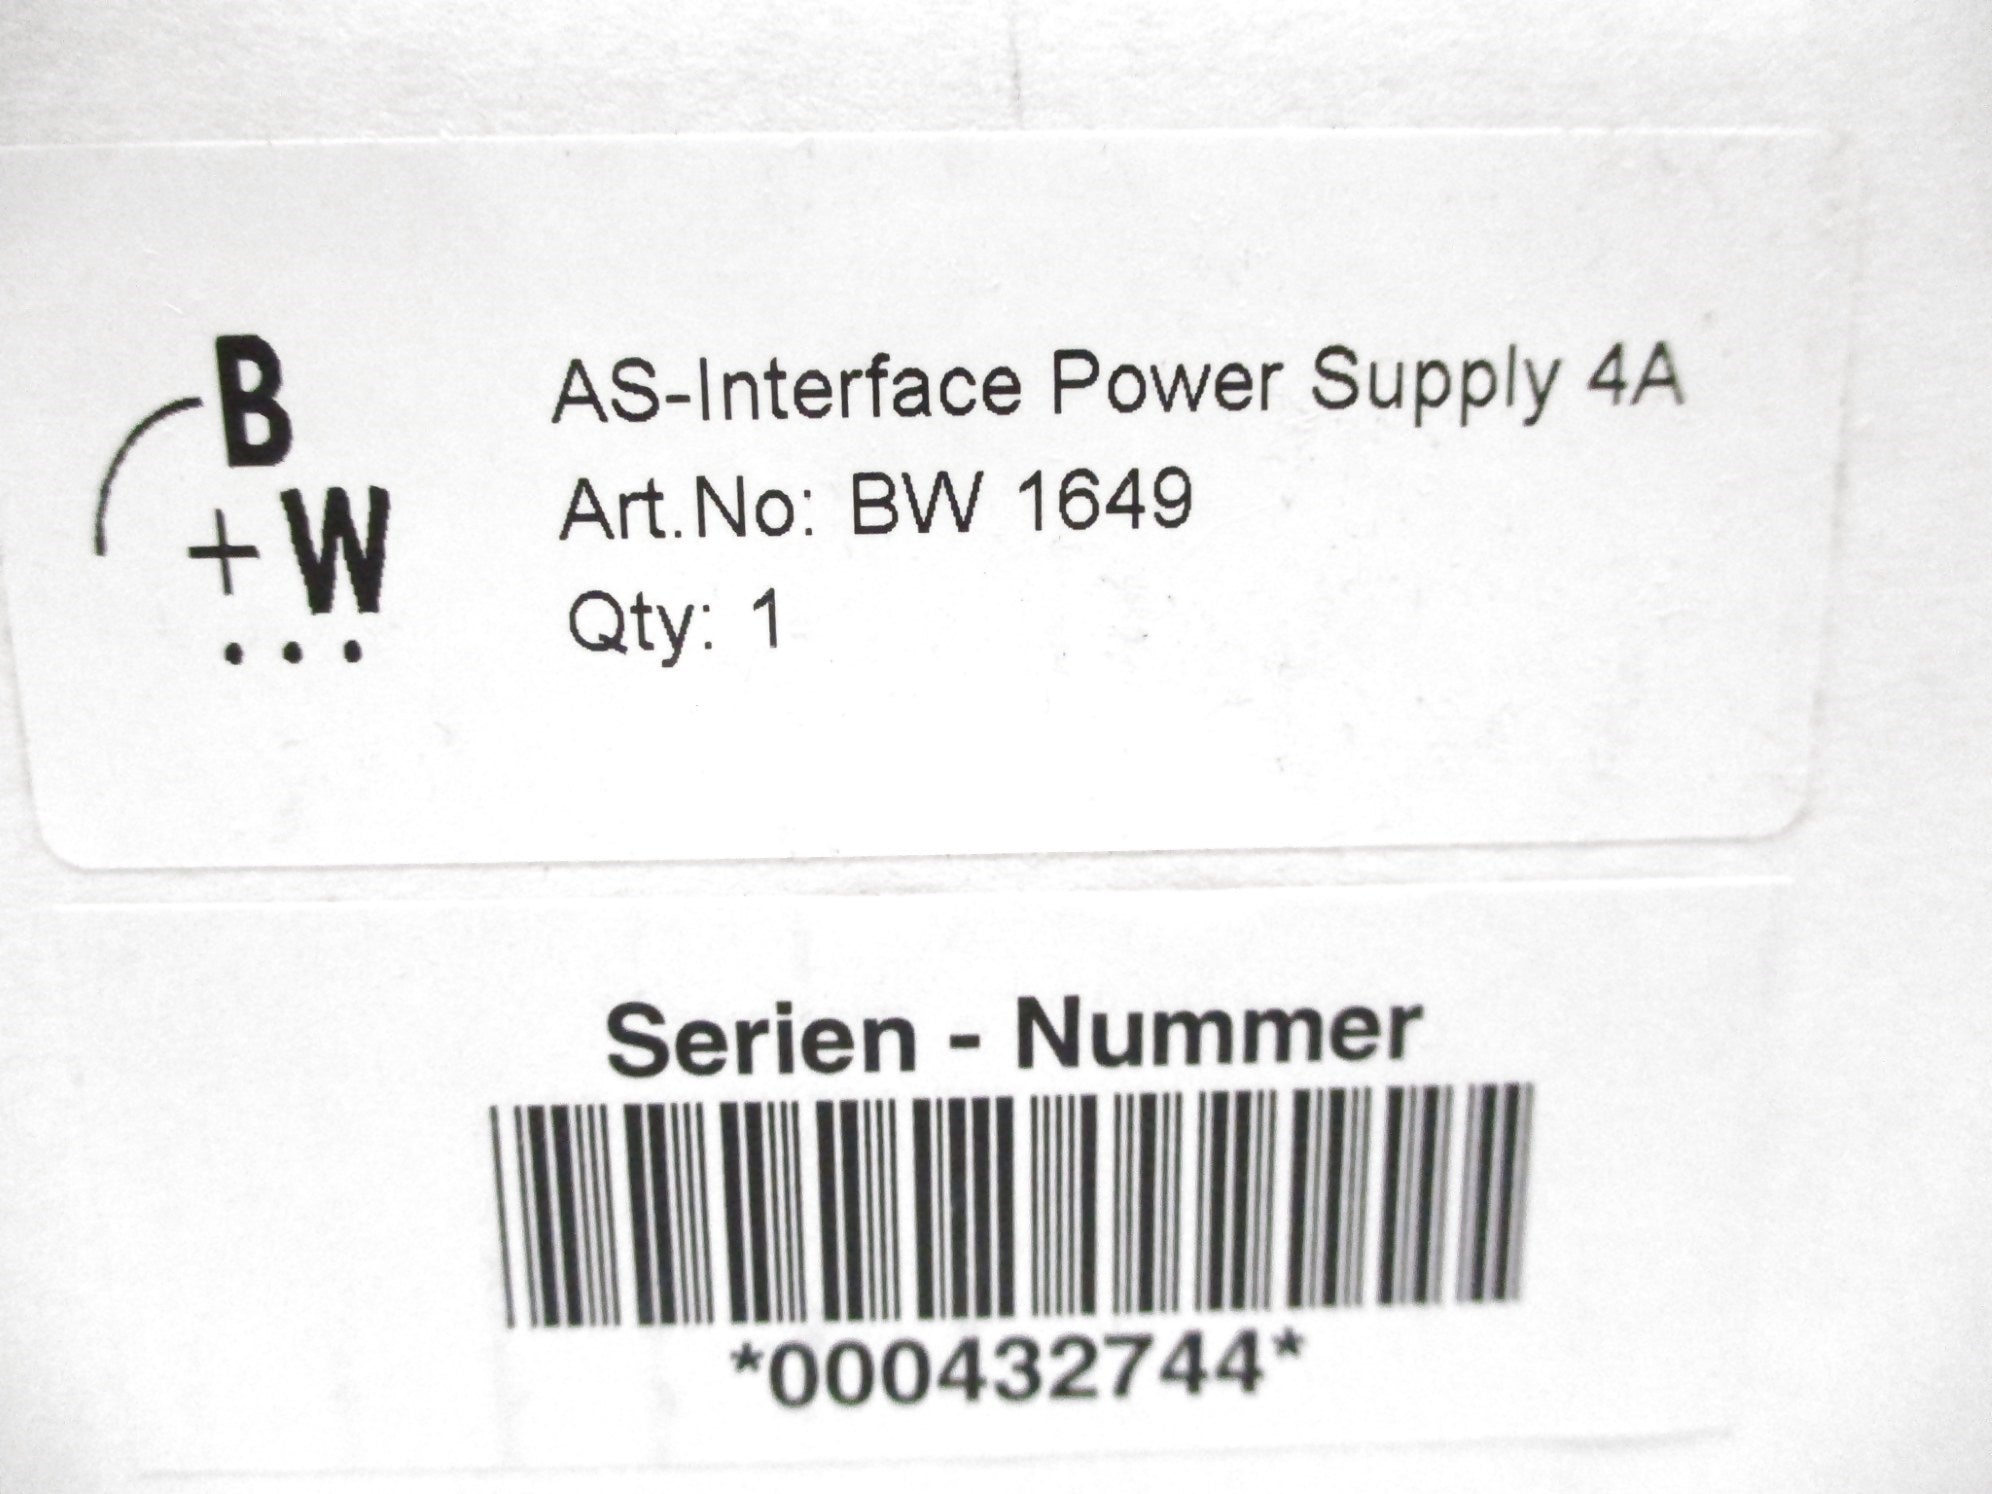 B
+W
...
AS-Interface Power Supply 4A
Art.No: BW 1649
Qty: 1
Serien - Nummer
*000432744*